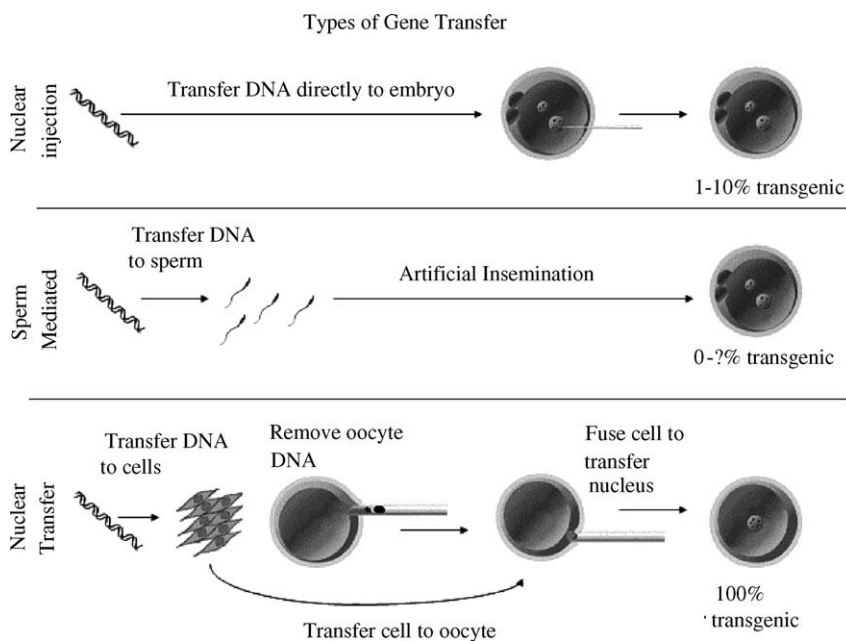 Types of Gene Transfer
Nuclear
injection
Transfer DNA directly to embryo
1-10% transgenic
Sperm
Mediated
Transfer DNA
to sperm
Artificial Insemination
0-?% transgenic
Nuclear
Transfer
Transfer DNA
to cells
Remove oocyte
DNA
Fuse cell to
transfer
nucleus
Transfer cell to oocyte
100%
transgenic